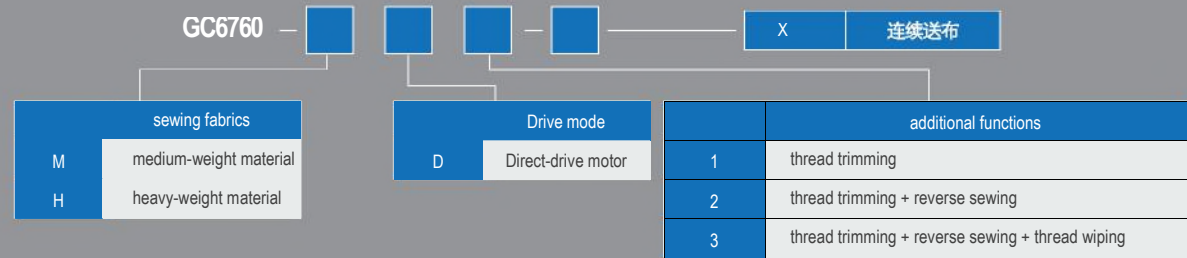 GC6760 — —
X 连续送布
sewing fabrics
M medium-weight material
H heavy-weight material
Drive mode
D Direct-drive motor
additional functions
1 thread trimming
2 thread trimming + reverse sewing
3 thread trimming + reverse sewing + thread wiping